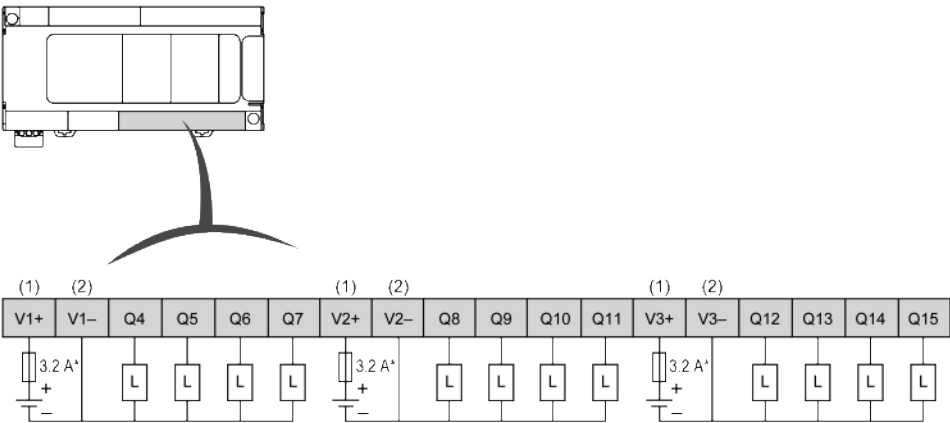 (1) (2) (1) (2) (1) (2)
V1+ V1– Q4 Q5 Q6 Q7 V2+ V2– Q8 Q9 Q10 Q11 V3+ V3– Q12 Q13 Q14 Q15
3.2 A* 3.2 A* 3.2 A*
L L L L L L L L L L L L
+ + +
– – –